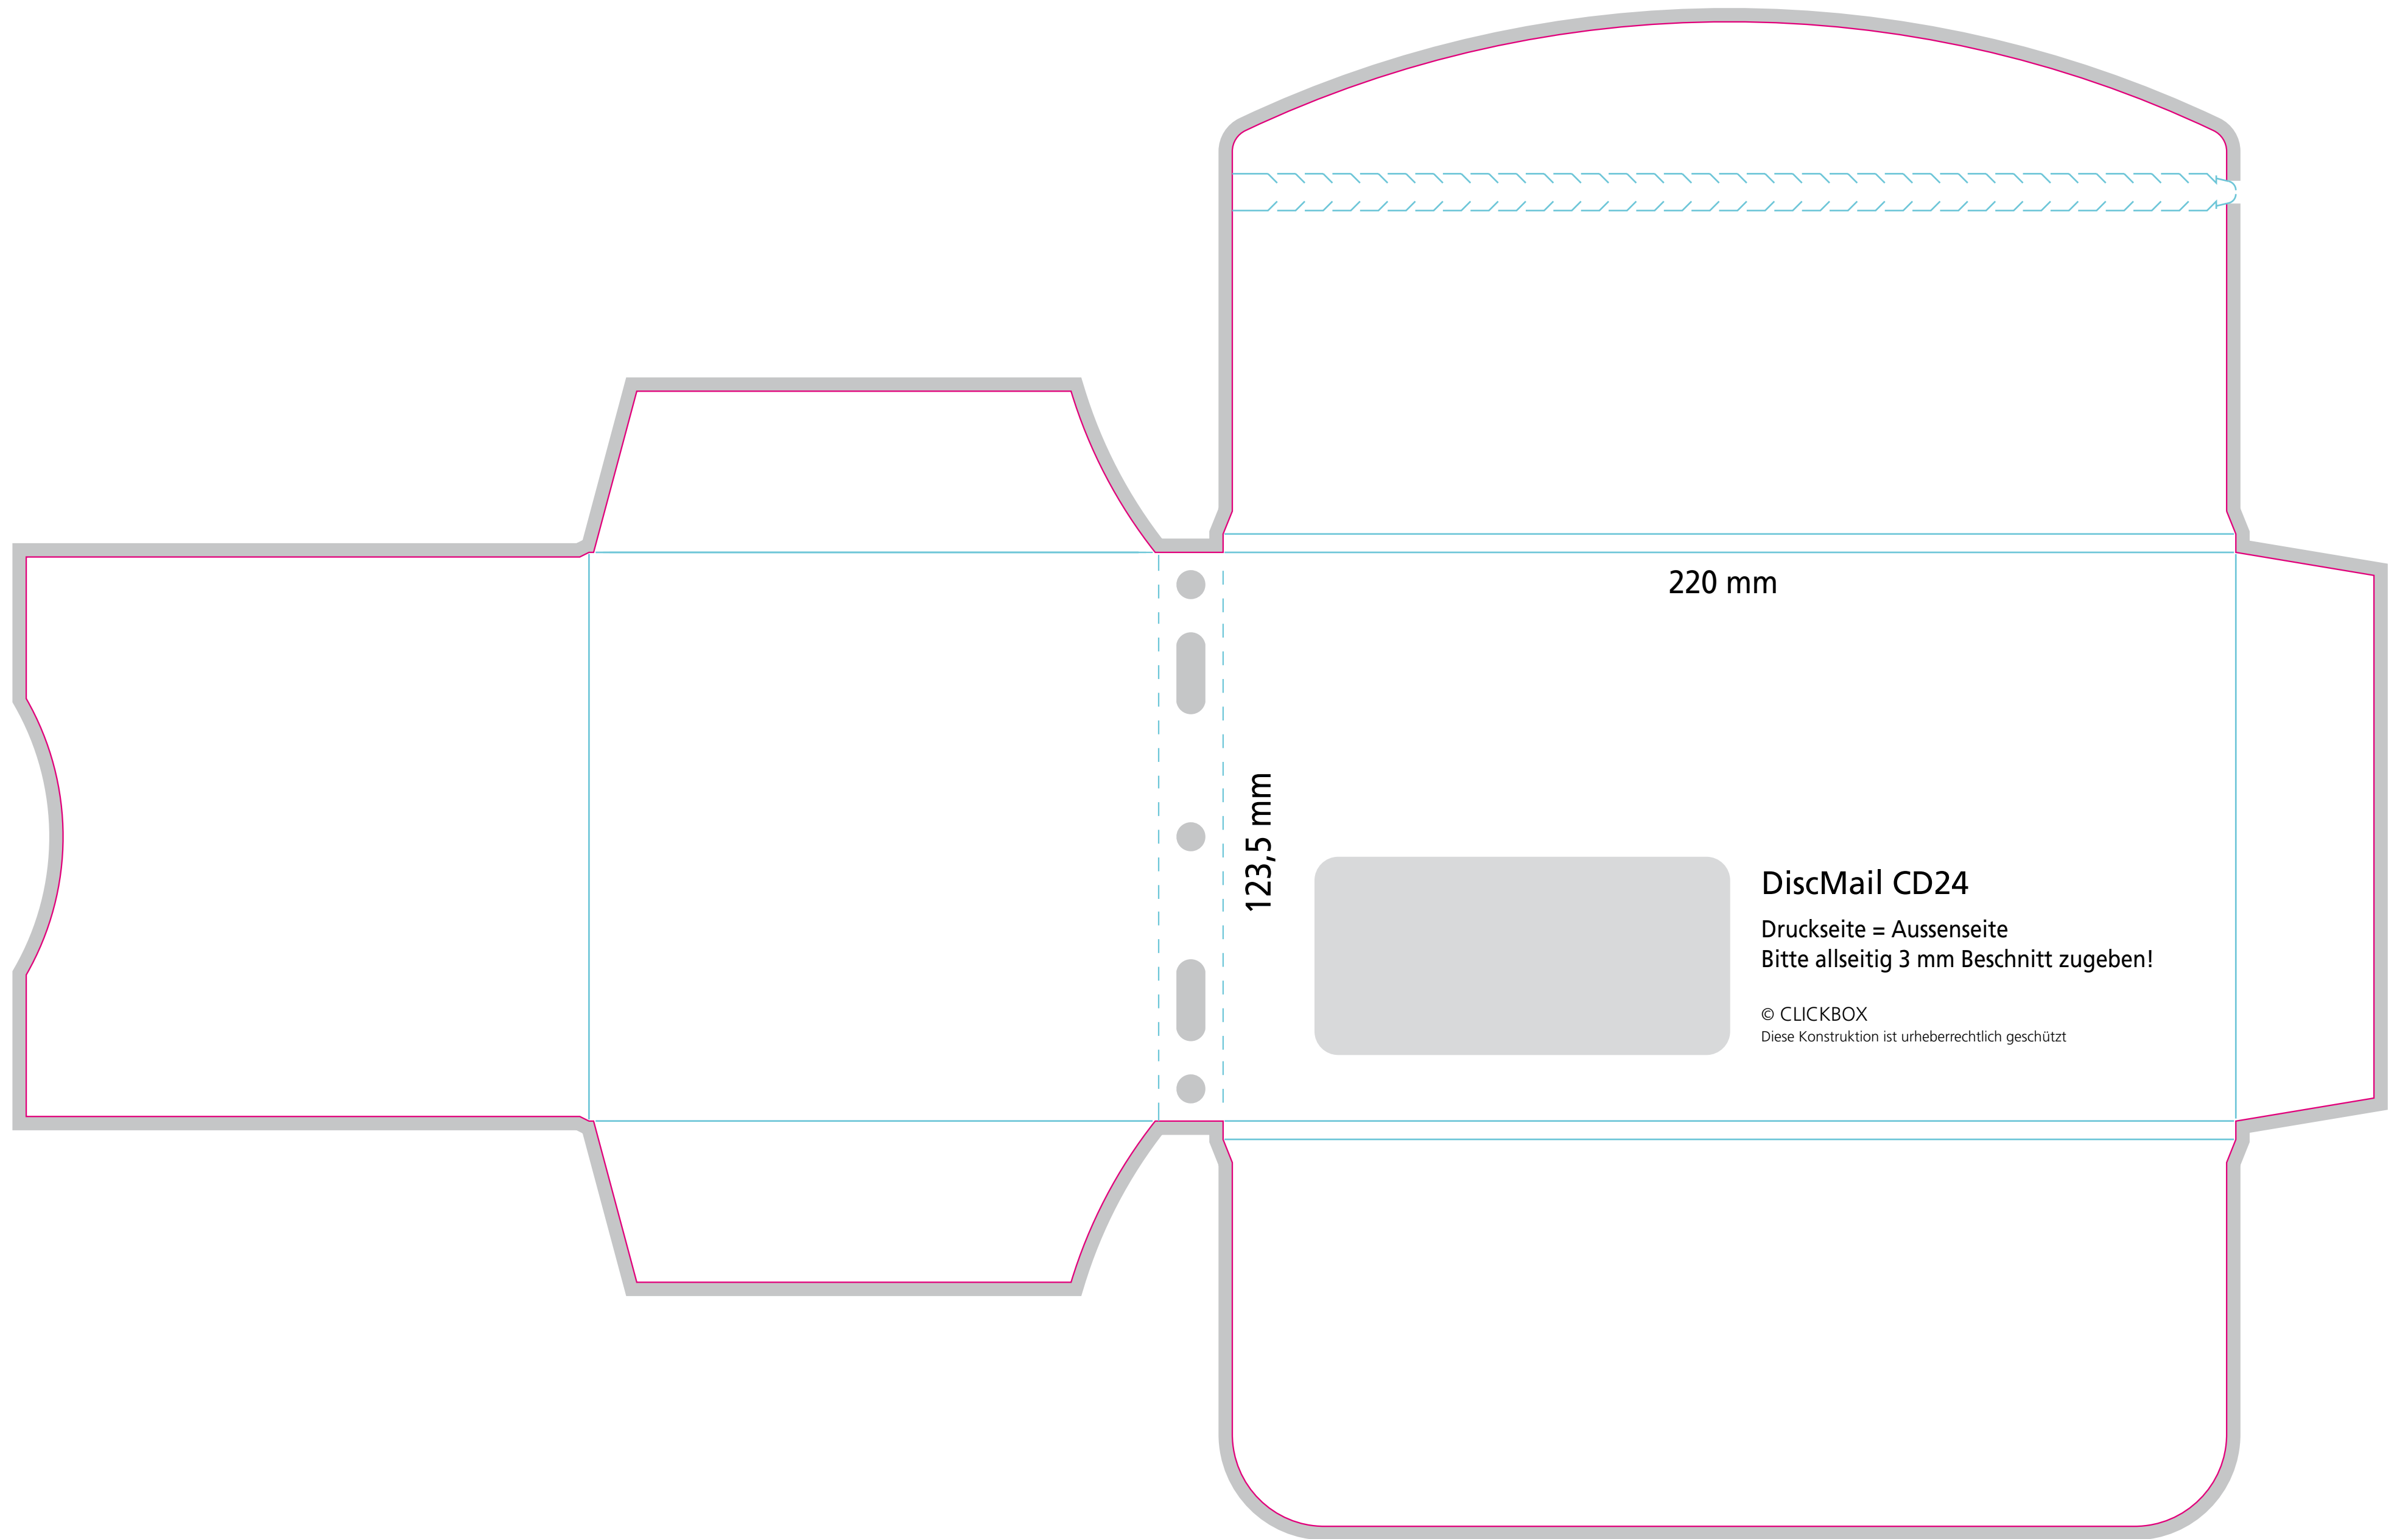 220 mm
123,5 mm
DiscMail CD24
Druckseite = Aussenseite
Bitte allseitig 3 mm Beschnitt zugeben!
© CLICKBOX
Diese Konstruktion ist urheberrechtlich geschützt